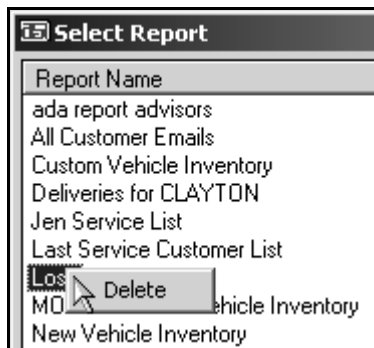 Select Report
Report Name
ada report advisors
All Customer Emails
Custom Vehicle Inventory
Deliveries for CLAYTON
Jen Service List
Last Service Customer List
Delete
Inventory
New Vehicle Inventory